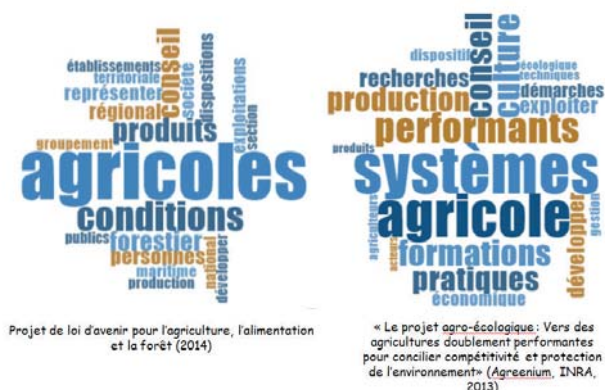 établissements
territoriale
représenter
régional
conseil
société
dispositions
exploitations
section
groupement
produits
agricoles
conditions
publics
forestier
personnes
maritime
production
national
développer
Projet de loi d'avenir pour l'agriculture, l'alimentation
et la forêt (2014)
dispositif
conseil
culture
écologique
techniques
recherches
démarches
production
exploiter
performants
produits
systèmes
agricole
agriculteurs
acteurs
formations
développer
gestion
pratiques
économique
« Le projet agro-écologique : Vers des
agricultures doublement performantes
pour concilier compétitivité et protection
de l'environnement» (Agreenium, INRA,
2013)